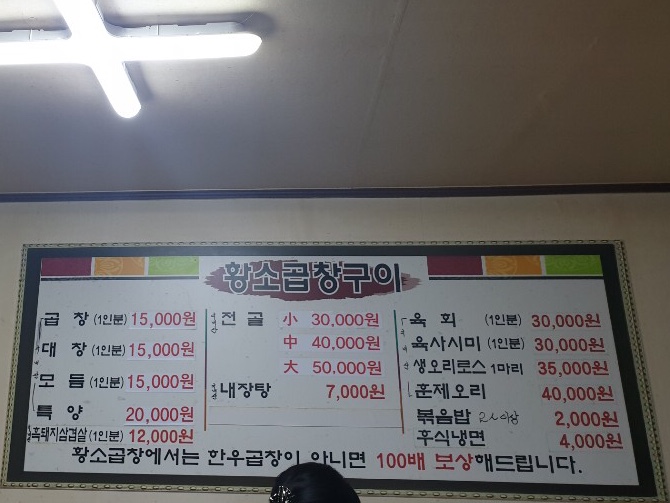 황소곱창구이
곱창 (1인분) 15,000원
대창 (1인분) 15,000원
모듬 (1인분) 15,000원
특양 20,000원
흑돼지삼겹살 (1인분) 12,000원
전골 小 30,000원
中 40,000원
大 50,000원
내장탕 7,000원
육회 (1인분) 30,000원
육사시미 (1인분) 30,000원
생오리로스 1마리 35,000원
훈제오리 40,000원
볶음밥 2인이상 2,000원
후식냉면 4,000원
황소곱창에서는 한우곱창이 아니면 100배 보상해드립니다.